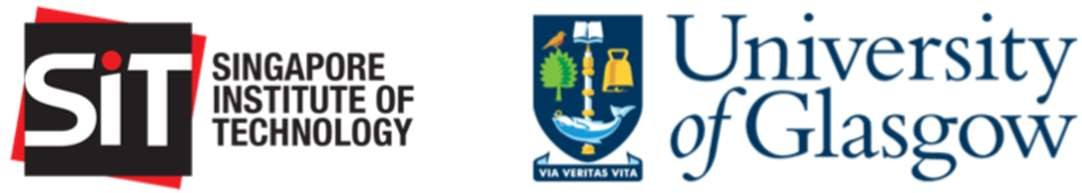 SiT
SINGAPORE
INSTITUTE OF
TECHNOLOGY
VIA VERITAS VITA
University
of Glasgow